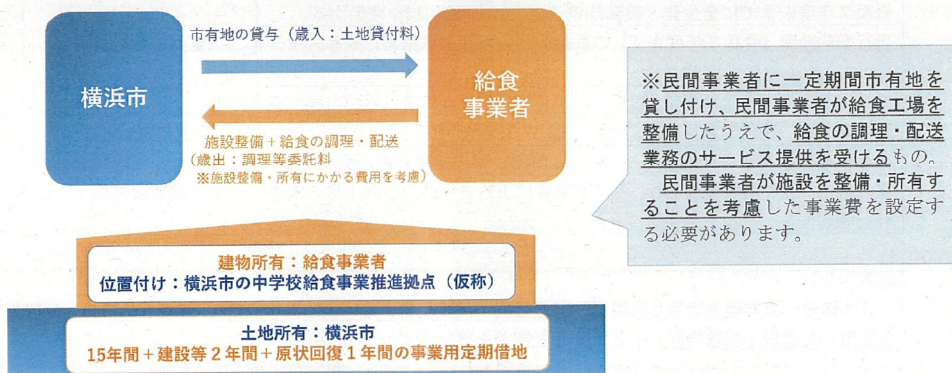 市有地の貸与（歳入：土地貸付料）
横浜市
給食
事業者
施設整備＋給食の調理・配送
（歳出：調理等委託料
※施設整備・所有にかかる費用を考慮）
※民間事業者に一定期間市有地を
貸し付け、民間事業者が給食工場を
整備したうえで、給食の調理・配送
業務のサービス提供を受けるもの。
民間事業者が施設を整備・所有す
ることを考慮した事業費を設定す
る必要があります。
建物所有：給食事業者
位置付け：横浜市の中学校給食事業推進拠点（仮称）
土地所有：横浜市
15年間＋建設等２年間＋原状回復１年間の事業用定期借地